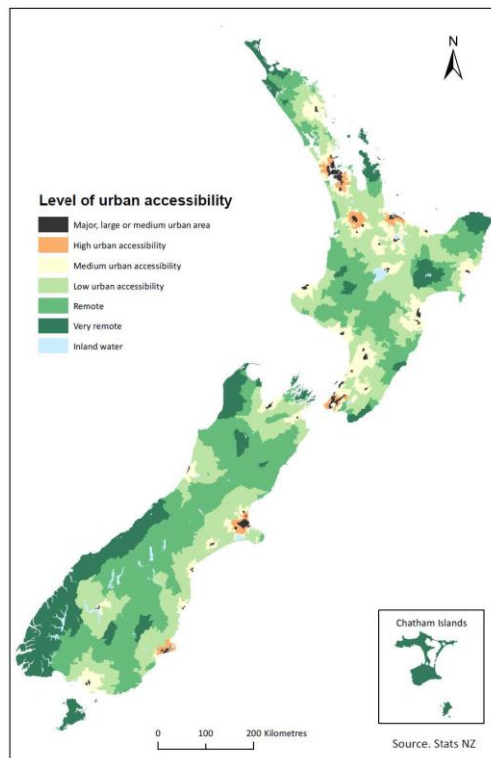 N
Level of urban accessibility
Major, large or medium urban area
High urban accessibility
Medium urban accessibility
Low urban accessibility
Remote
Very remote
Inland water
Chatham Islands
0 100 200 Kilometres
Source. Stats NZ